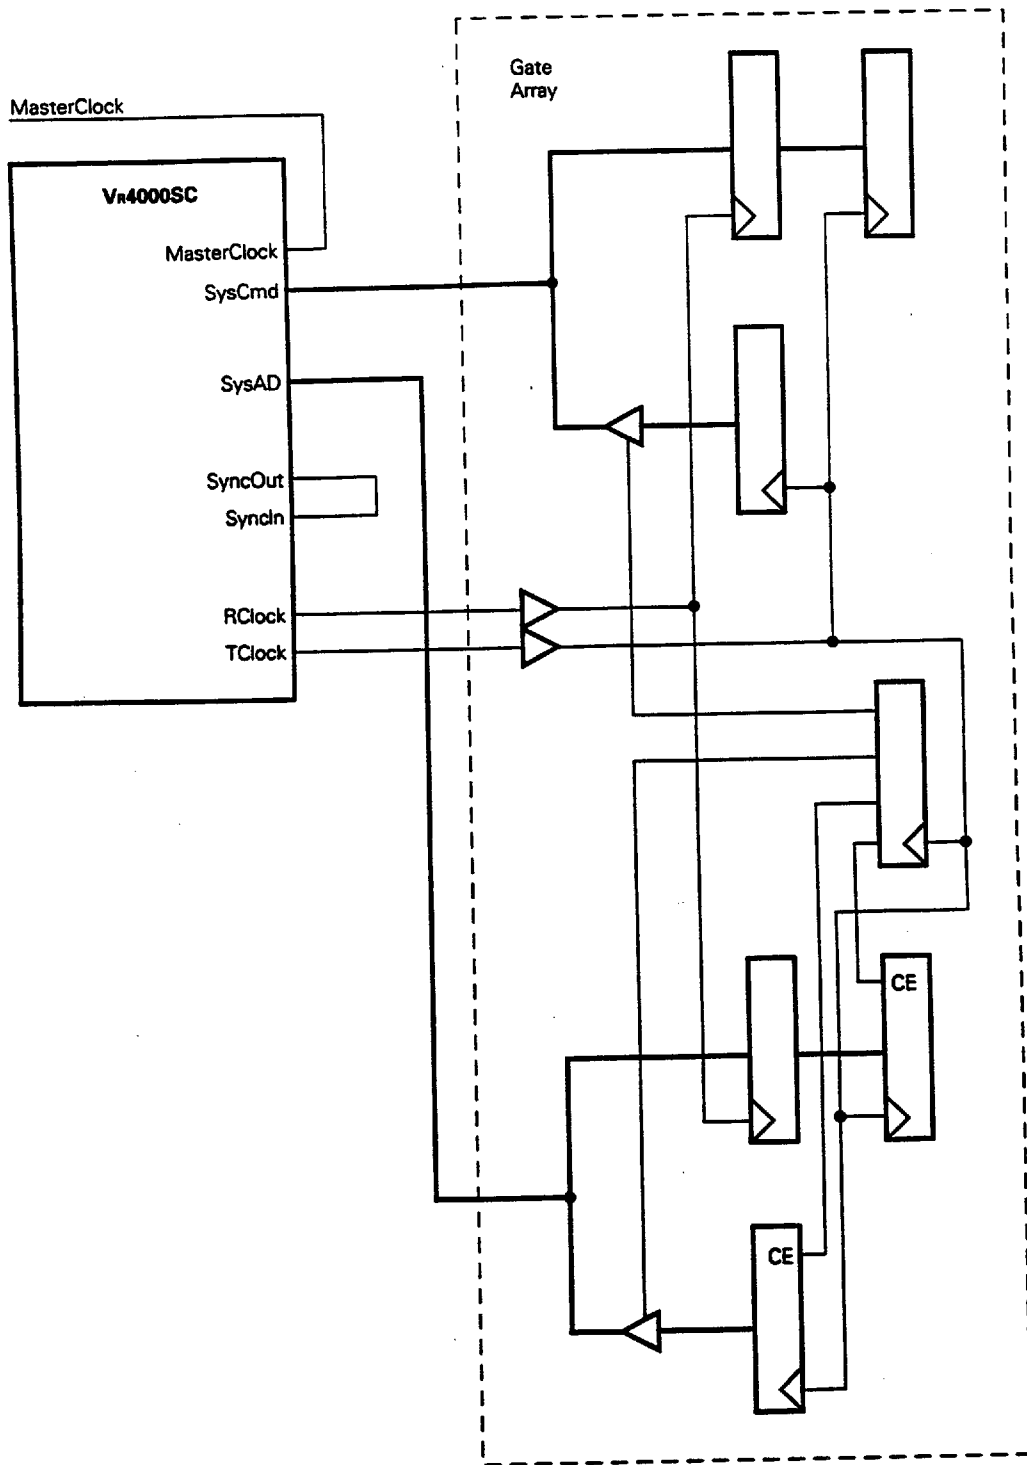 Gate
Array
MasterClock
VR4000SC
MasterClock
SysCmd
SysAD
SyncOut
SyncIn
RClock
TClock
CE
CE